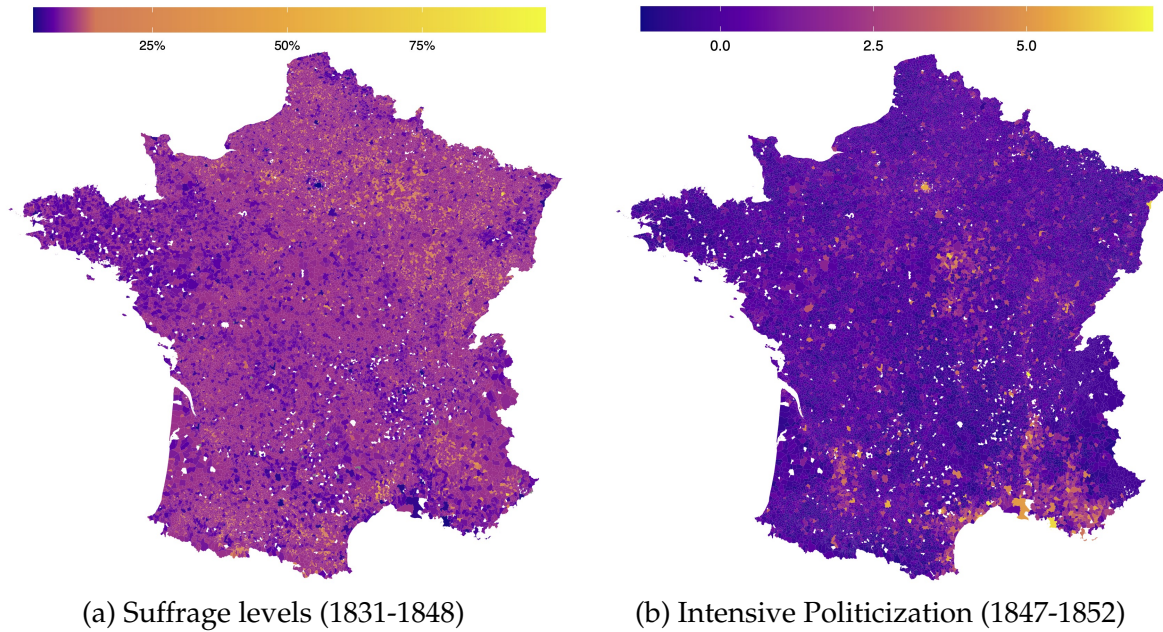 25% 50% 75%
0.0 2.5 5.0
(a) Suffrage levels (1831-1848)
(b) Intensive Politicization (1847-1852)